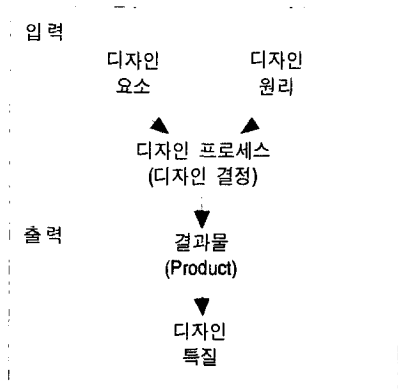 입력
디자인 디자인
요소 원리
디자인 프로세스
(디자인 결정)
출력
결과물
(Product)
디자인
특질